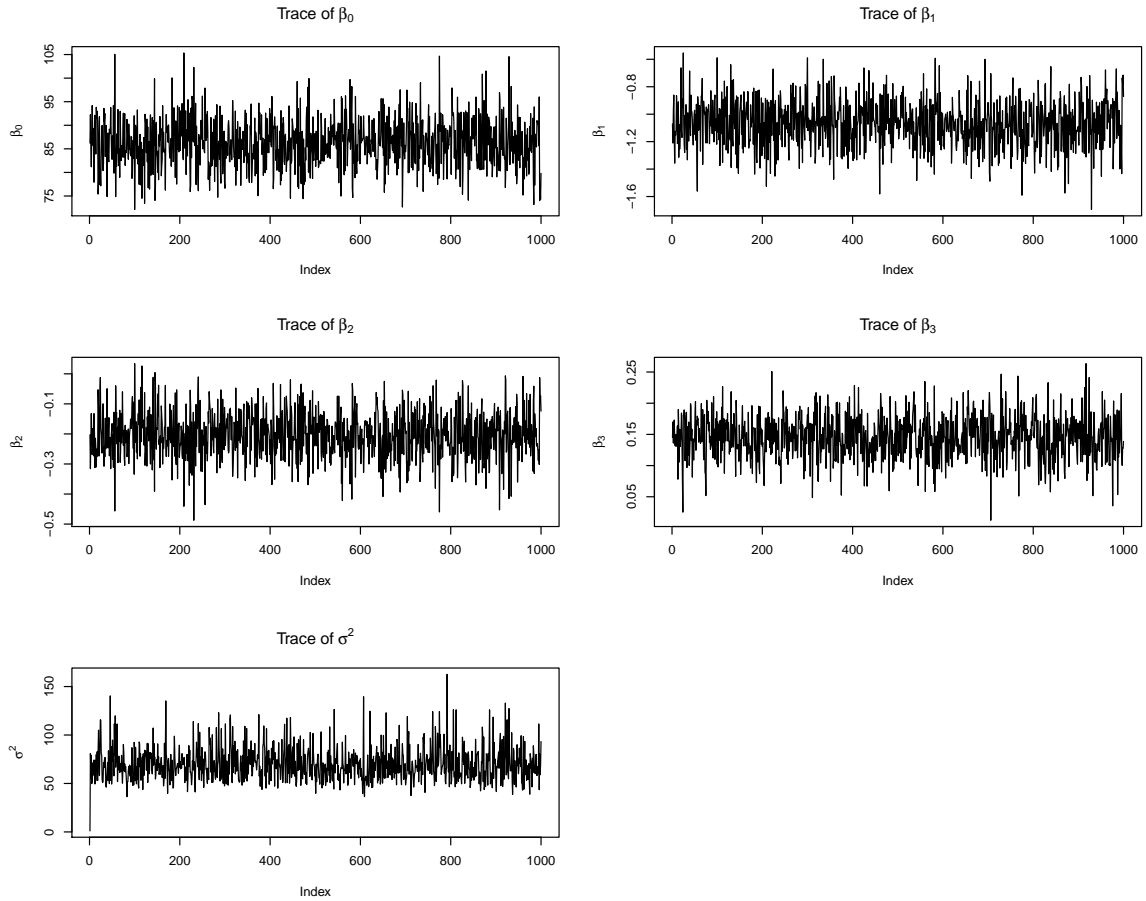 Trace of β0
β0
75 85 95 105
0 200 400 600 800 1000
Index
Trace of β1
β1
−1.6 −1.2 −0.8
0 200 400 600 800 1000
Index
Trace of β2
β2
−0.5 −0.3 −0.1
0 200 400 600 800 1000
Index
Trace of β3
β3
0.05 0.15 0.25
0 200 400 600 800 1000
Index
Trace of σ²
σ²
0 50 100 150
0 200 400 600 800 1000
Index